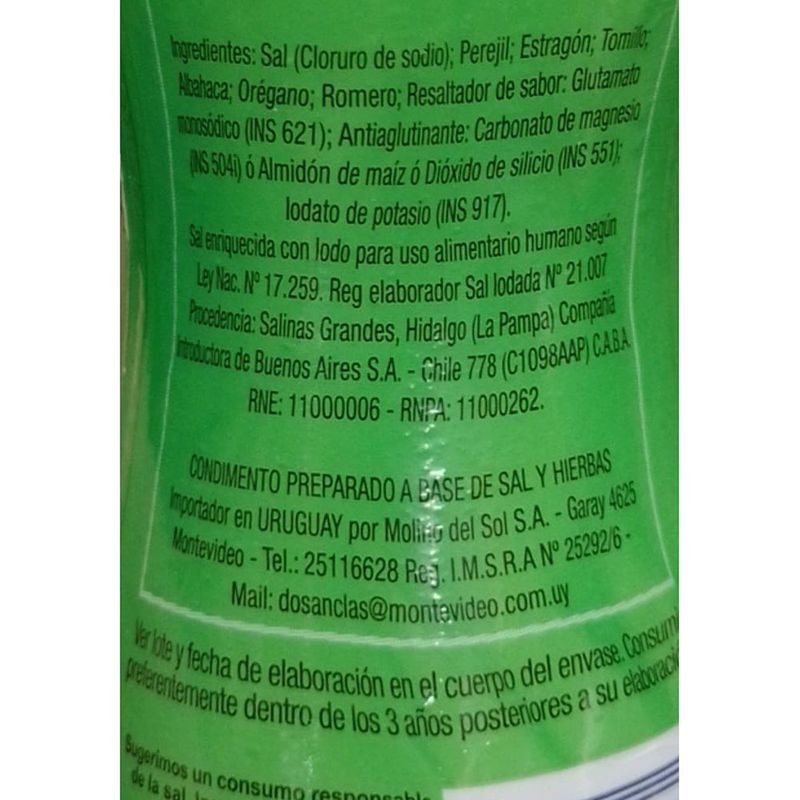 Ingredientes: Sal (Cloruro de sodio); Perejil; Estragón; Tomillo;
Albahaca; Orégano; Romero; Resaltador de sabor: Glutamato
monosódico (INS 621); Antiaglutinante: Carbonato de magnesio
(INS 504i) ó Almidón de maíz ó Dióxido de silicio (INS 551);
Iodato de potasio (INS 917).
Sal enriquecida con Iodo para uso alimentario humano según
Ley Nac. Nº 17.259. Reg elaborador Sal Iodada Nº 21.007
Procedencia: Salinas Grandes, Hidalgo (La Pampa) Compañía
Introductora de Buenos Aires S.A. - Chile 778 (C1098AAP) C.A.B.A.
RNE: 11000006 - RNPA: 11000262.
CONDIMENTO PREPARADO A BASE DE SAL Y HIERBAS
Importador en URUGUAY por Molino del Sol S.A. - Garay 4625
Montevideo - Tel.: 25116628 Reg. I.M.S.R.A Nº 25292/6 -
Mail: dosanclas@montevideo.com.uy
Ver lote y fecha de elaboración en el cuerpo del envase. Consumi
preferentemente dentro de los 3 años posteriores a su elaboració
Sugerimos un consumo responsable
de la sal.